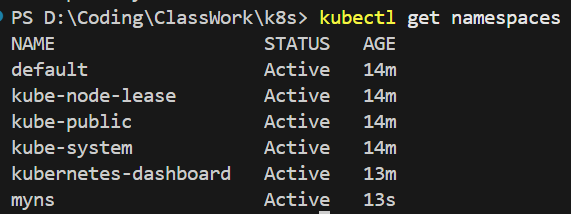 PS D:\Coding\ClassWork\k8s> kubectl get namespaces
NAME STATUS AGE
default Active 14m
kube-node-lease Active 14m
kube-public Active 14m
kube-system Active 14m
kubernetes-dashboard Active 13m
myns Active 13s